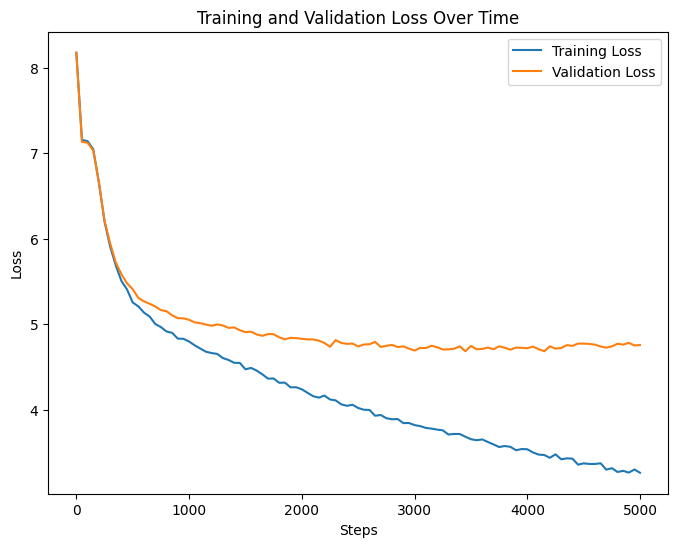 Training and Validation Loss Over Time
Training Loss
Validation Loss
8
7
6
5
4
Loss
0
1000
2000
3000
4000
5000
Steps